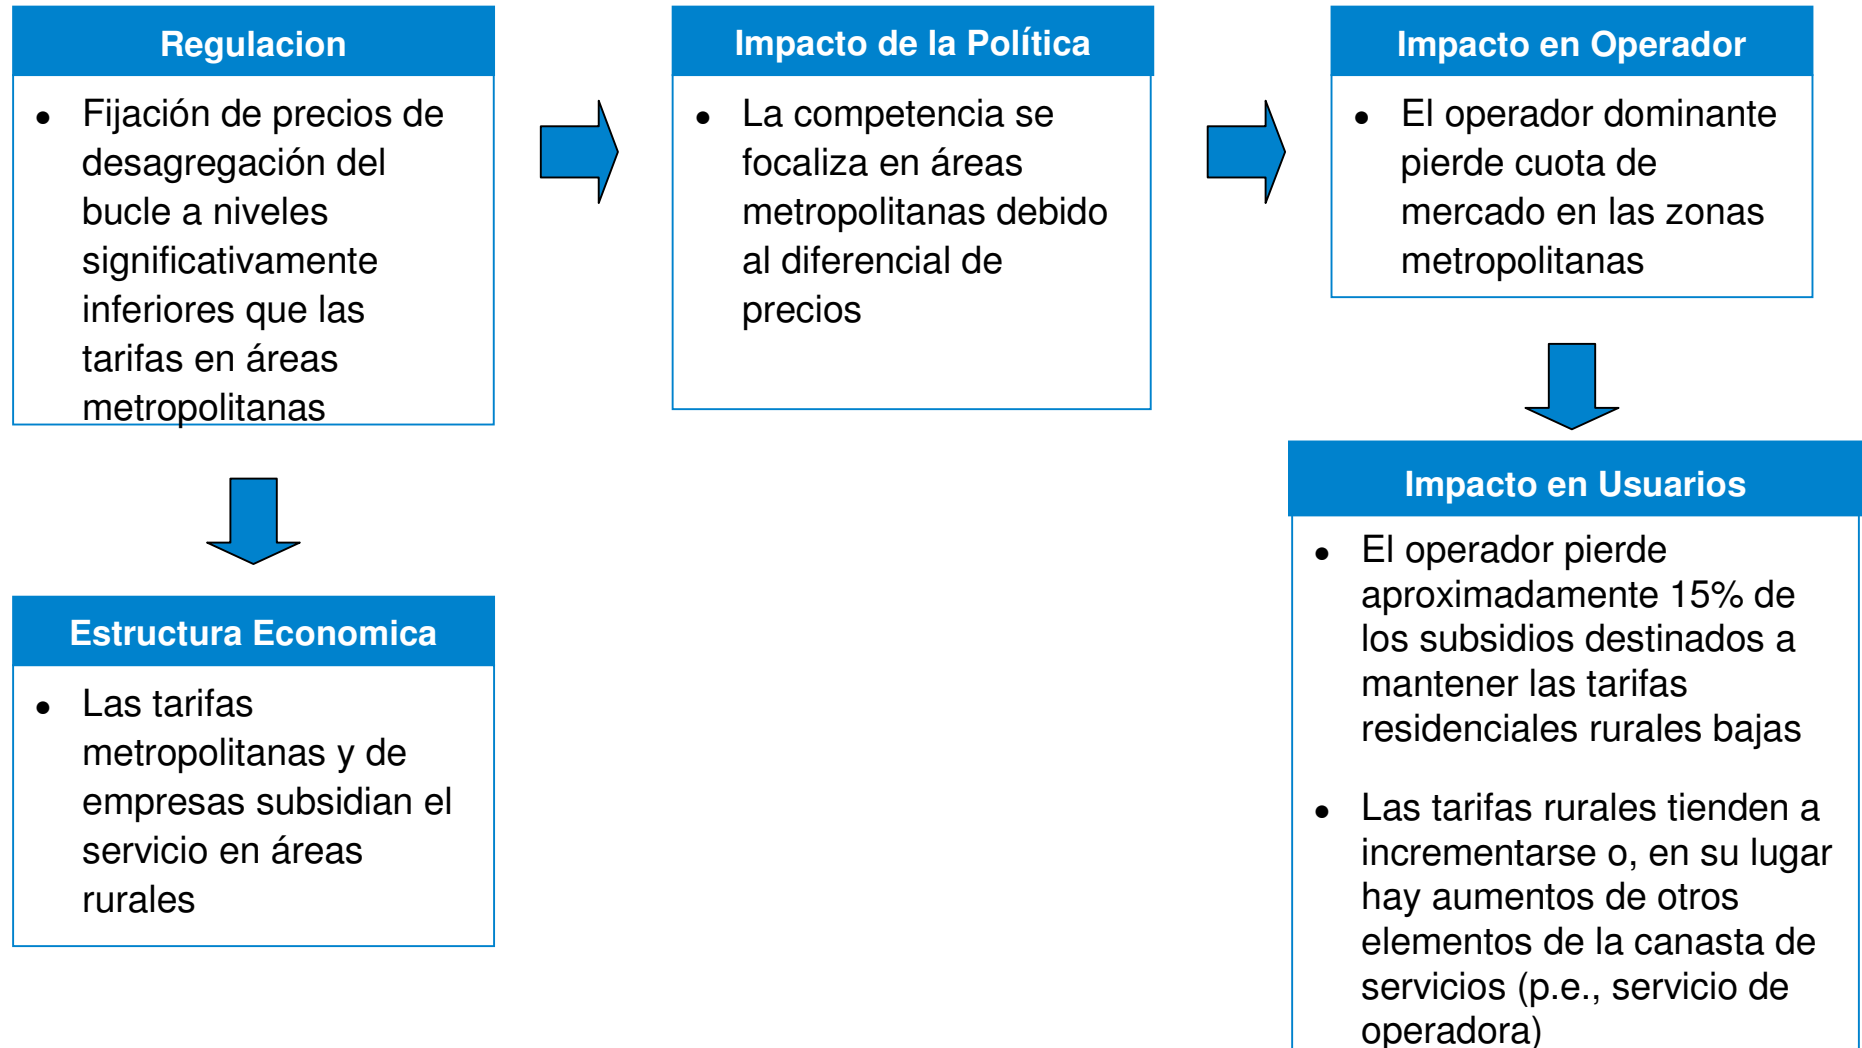 Regulacion
• Fijación de precios de
desagregación del
bucle a niveles
significativamente
inferiores que las
tarifas en áreas
metropolitanas
Impacto de la Política
• La competencia se
focaliza en áreas
metropolitanas debido
al diferencial de
precios
Impacto en Operador
• El operador dominante
pierde cuota de
mercado en las zonas
metropolitanas
Estructura Economica
• Las tarifas
metropolitanas y de
empresas subsidian el
servicio en áreas
rurales
Impacto en Usuarios
• El operador pierde
aproximadamente 15% de
los subsidios destinados a
mantener las tarifas
residenciales rurales bajas
• Las tarifas rurales tienden a
incrementarse o, en su lugar
hay aumentos de otros
elementos de la canasta de
servicios (p.e., servicio de
operadora)